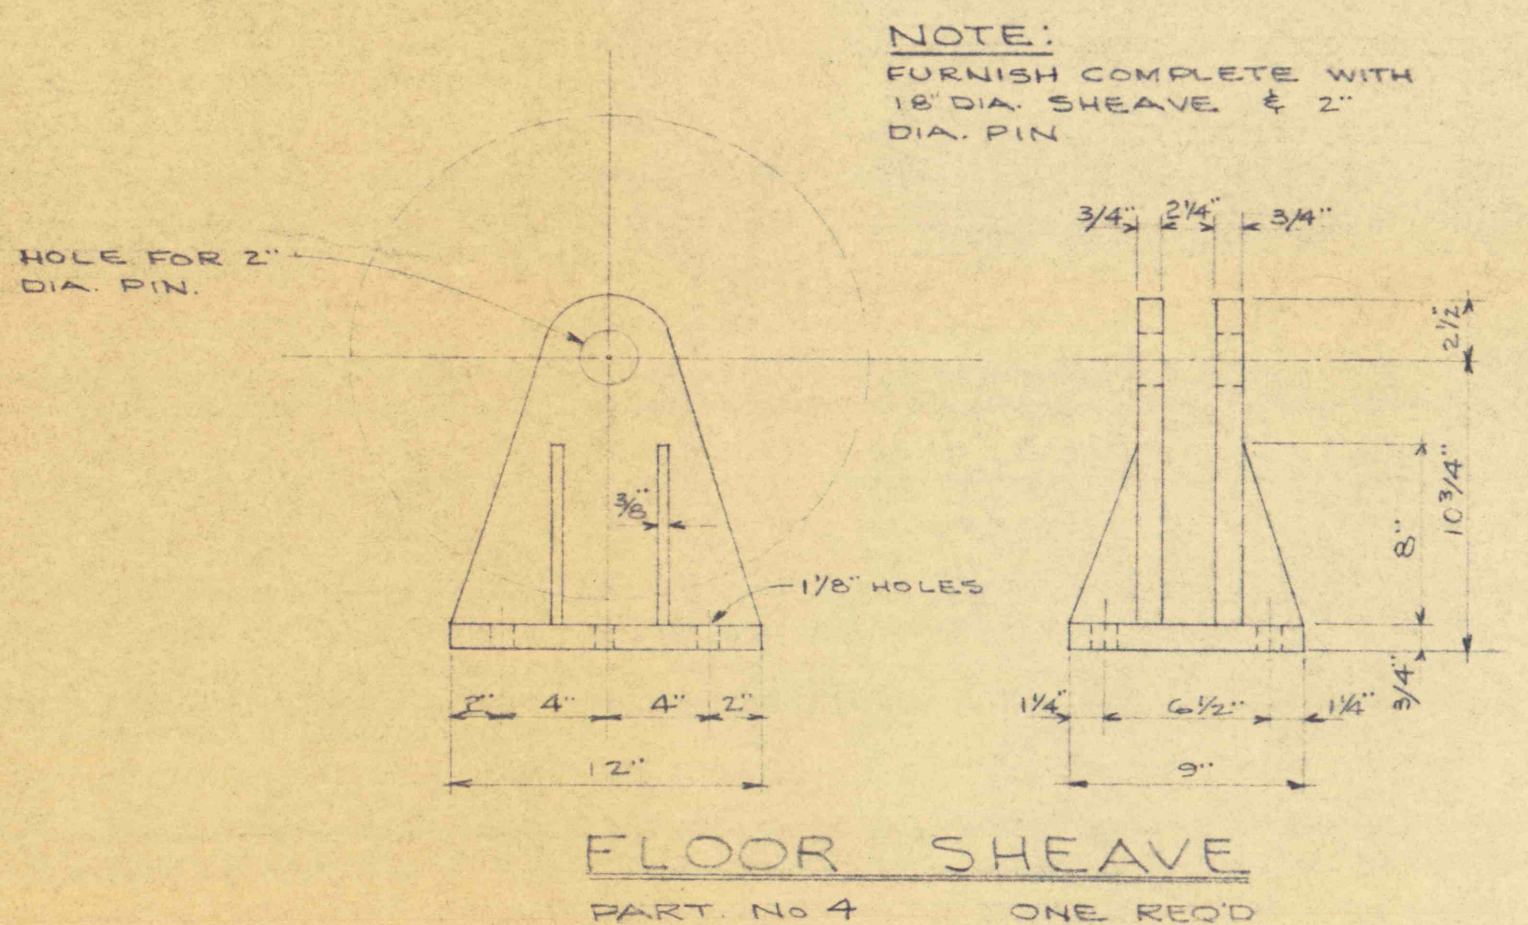 NOTE:
FURNISH COMPLETE WITH
18" DIA. SHEAVE & 2"
DIA. PIN
3/4" 2 1/4" 3/4"
HOLE FOR 2"
DIA. PIN.
2 1/2"
3/8"
10 3/4"
8"
1 1/8" HOLES
3/4"
2" 4" 4" 2"
1 1/4" 6 1/2" 1 1/4"
12"
9"
FLOOR SHEAVE
PART. No 4 ONE REQ'D